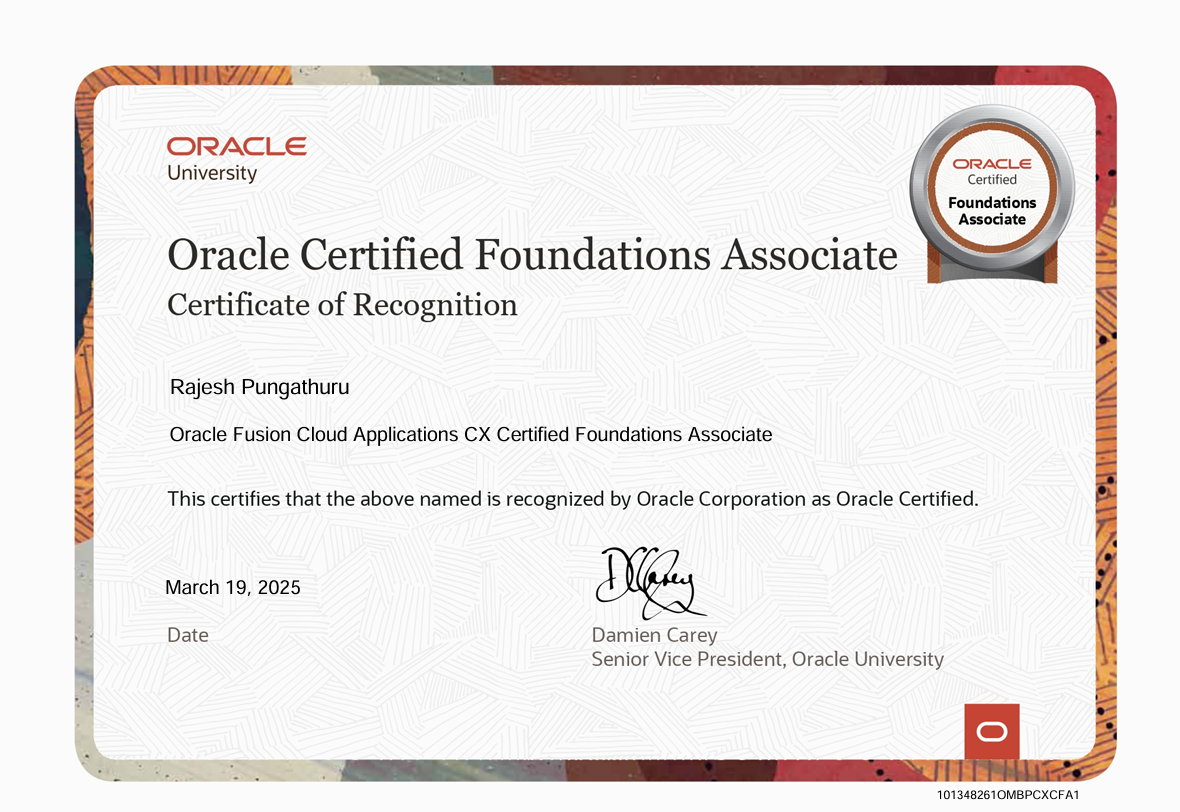 ORACLE
University
ORACLE
Certified
Foundations
Associate
Oracle Certified Foundations Associate
Certificate of Recognition
Rajesh Pungathuru
Oracle Fusion Cloud Applications CX Certified Foundations Associate
This certifies that the above named is recognized by Oracle Corporation as Oracle Certified.
March 19, 2025
Date
DCarey
Damien Carey
Senior Vice President, Oracle University
101348261OMBPCXCFA1